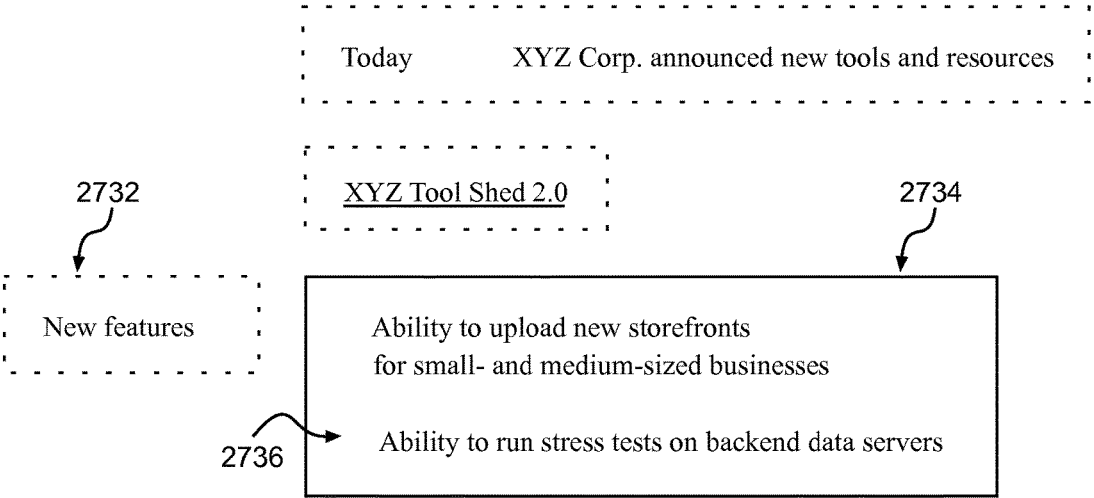 Today XYZ Corp. announced new tools and resources
2732
XYZ Tool Shed 2.0
2734
New features
Ability to upload new storefronts
for small- and medium-sized businesses
2736
Ability to run stress tests on backend data servers